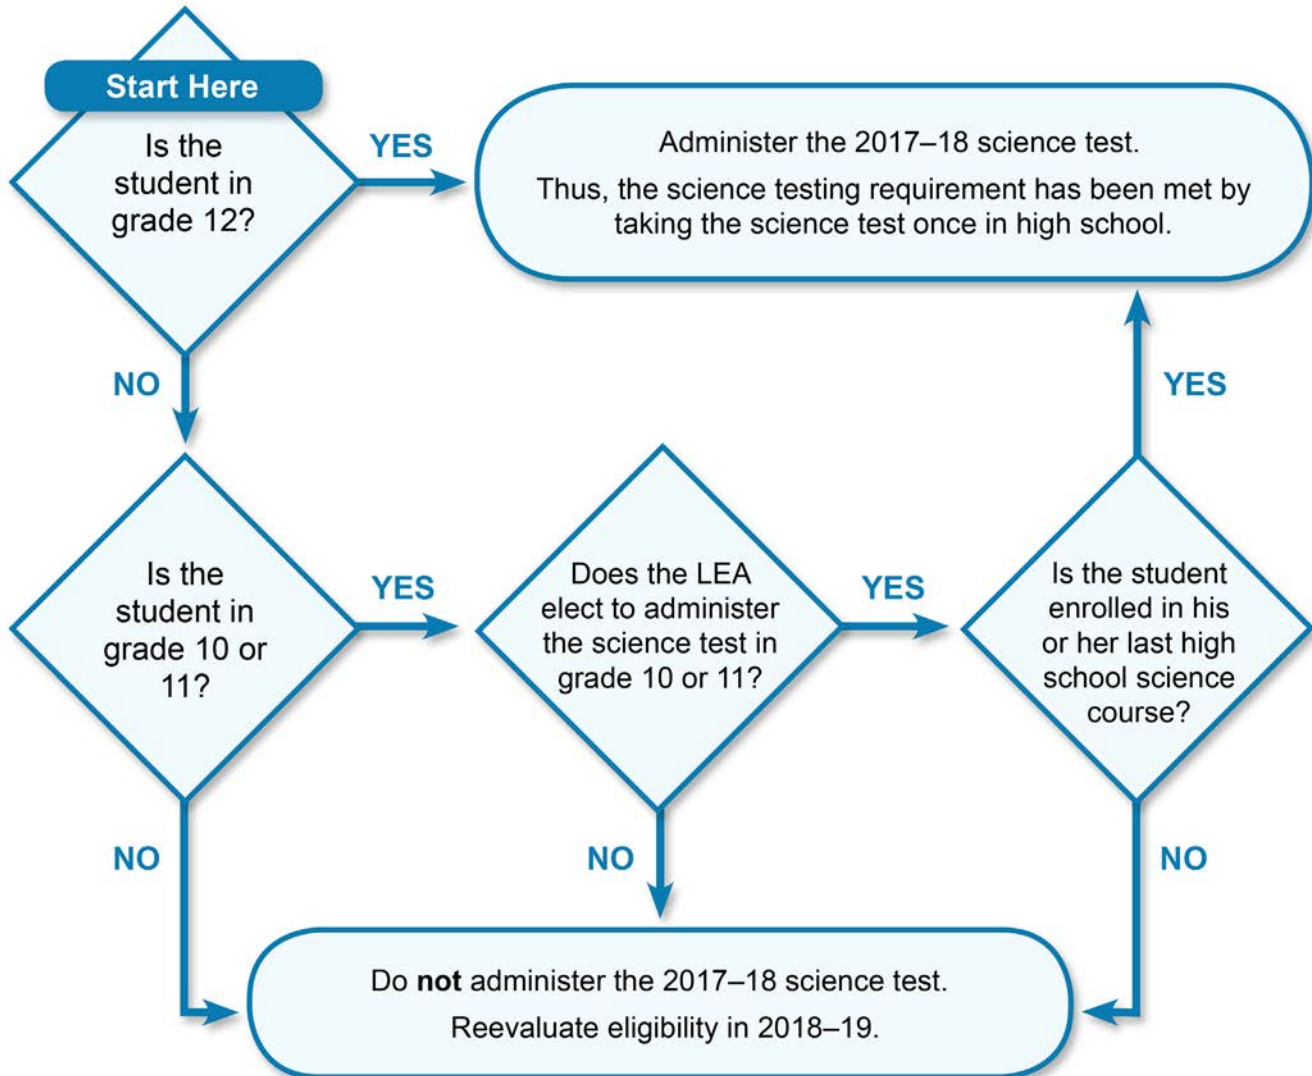 Start Here
Is the
student in
grade 12?
YES
Administer the 2017–18 science test.
Thus, the science testing requirement has been met by
taking the science test once in high school.
NO
YES
Is the
student in
grade 10 or
11?
YES
Does the LEA
elect to administer
the science test in
grade 10 or 11?
YES
Is the student
enrolled in his
or her last high
school science
course?
NO
NO
NO
Do not administer the 2017–18 science test.
Reevaluate eligibility in 2018–19.